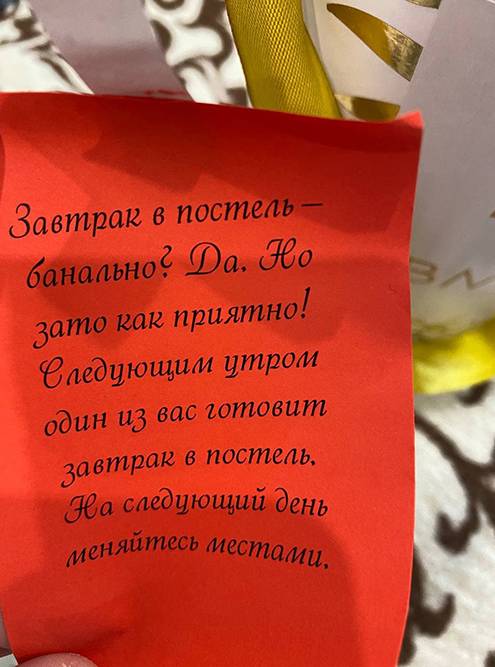 Завтрак в постель –
банально? Да. Но
зато как приятно!
Следующим утром
один из вас готовит
завтрак в постель.
На следующий день
меняйтесь местами.